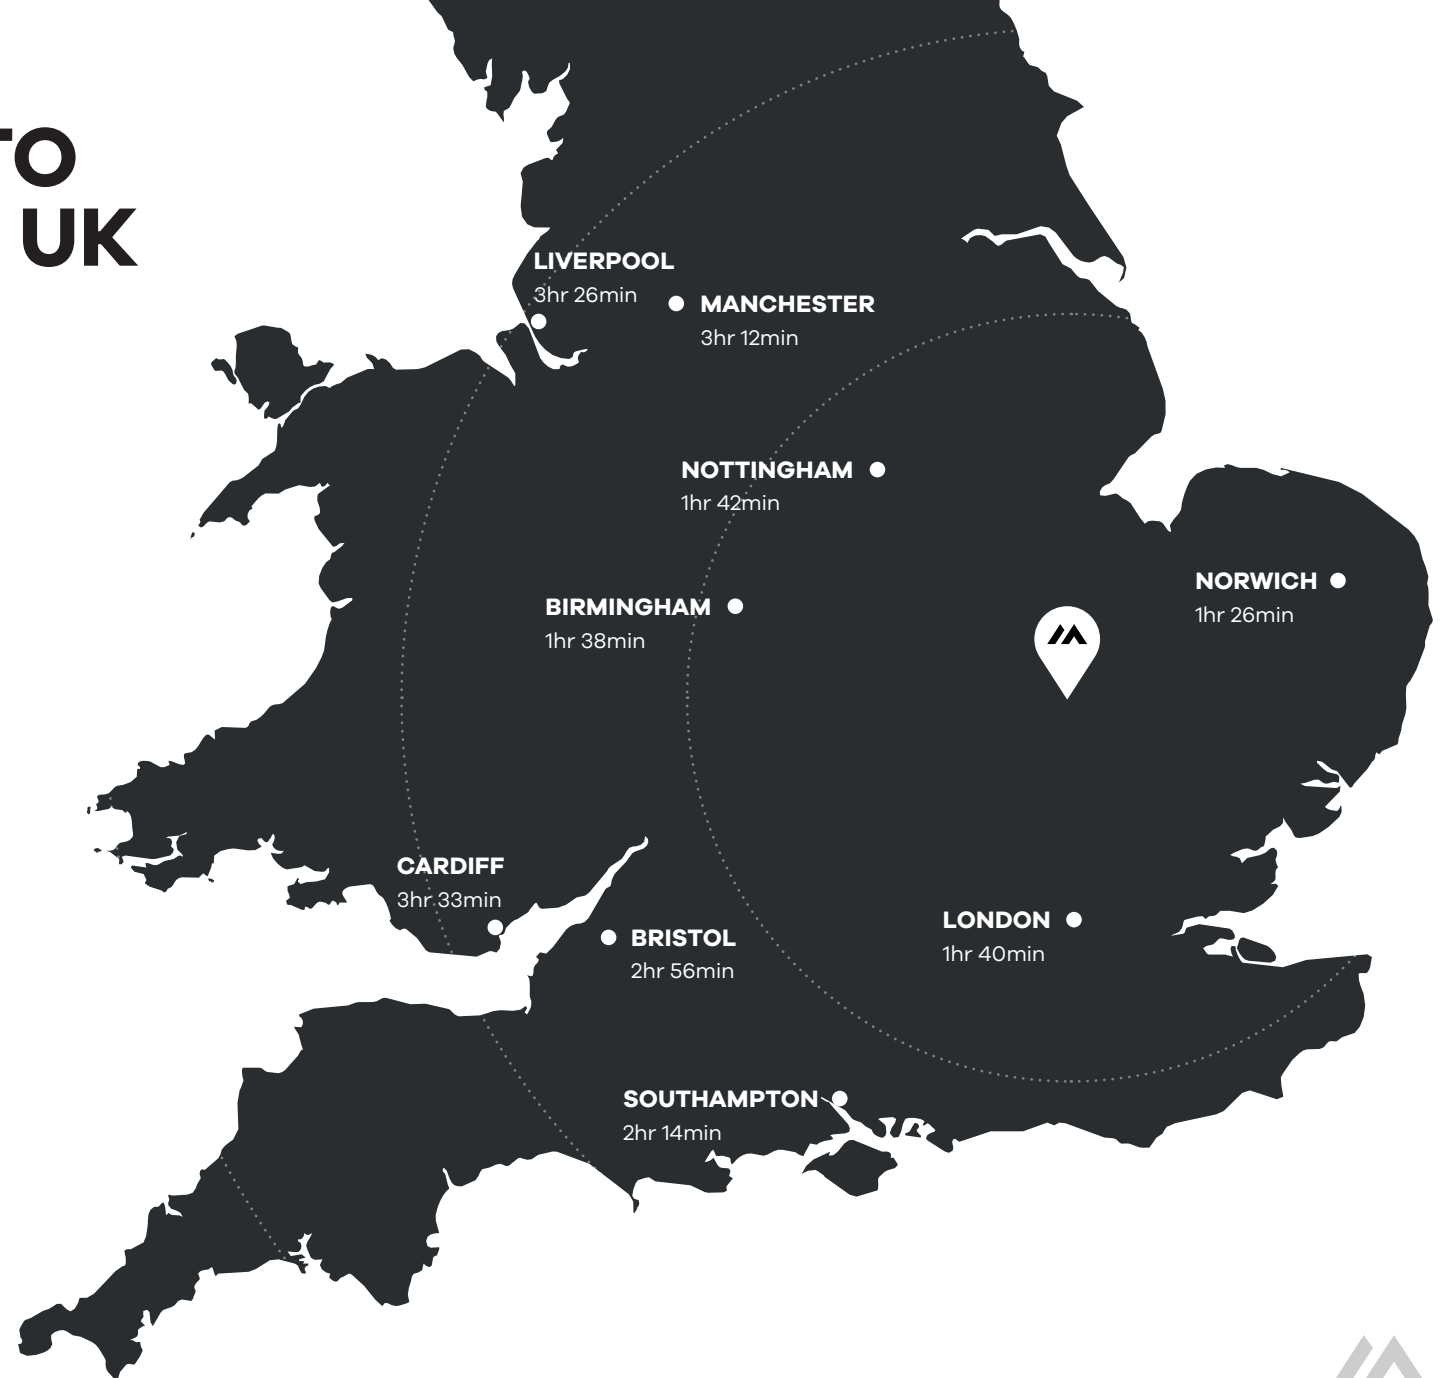 TO
UK
LIVERPOOL
3hr 26min
MANCHESTER
3hr 12min
NOTTINGHAM
1hr 42min
NORWICH
1hr 26min
BIRMINGHAM
1hr 38min
CARDIFF
3hr 33min
BRISTOL
2hr 56min
LONDON
1hr 40min
SOUTHAMPTON
2hr 14min